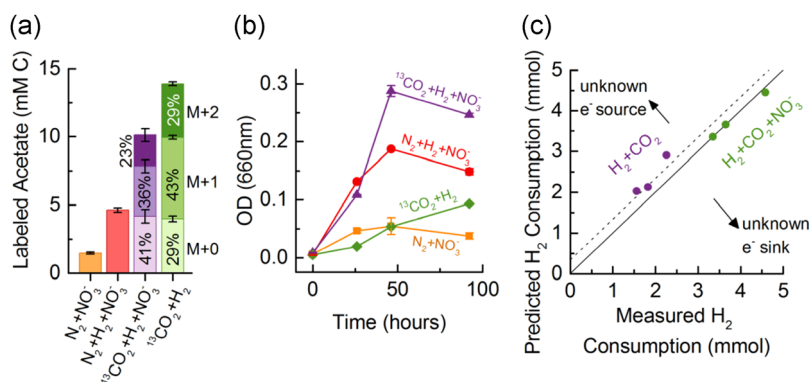 (a)
Labeled Acetate (mM C)
15
10
5
0
23%
36%
41%
29%
43%
29%
M+2
M+1
M+0
N₂+NO₃⁻
N₂+H₂+NO₃⁻
¹³CO₂+H₂+NO₃⁻
¹³CO₂+H₂
(b)
OD (660nm)
0.3
0.2
0.1
0.0
¹³CO₂+H₂+NO₃⁻
N₂+H₂+NO₃⁻
¹³CO₂+H₂
N₂+NO₃⁻
0
50
100
Time (hours)
(c)
Predicted H₂ Consumption (mmol)
5
4
3
2
1
0
unknown
e⁻ source
H₂+CO₂
H₂+CO₂+NO₃⁻
unknown
e⁻ sink
0
1
2
3
4
5
Measured H₂
Consumption (mmol)